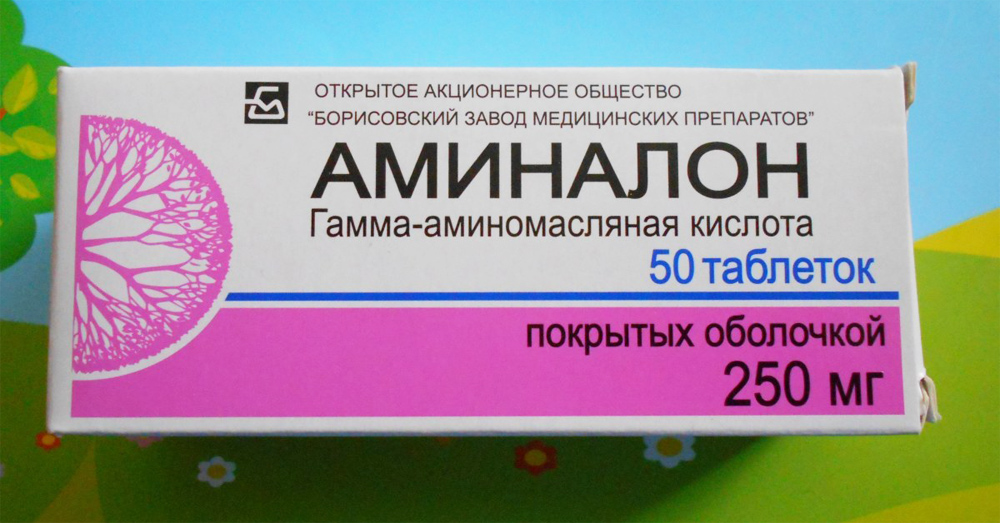 ОТКРЫТОЕ АКЦИОНЕРНОЕ ОБЩЕСТВО
"БОРИСОВСКИЙ ЗАВОД МЕДИЦИНСКИХ ПРЕПАРАТОВ"
АМИНАЛОН
Гамма-аминомасляная кислота
50 таблеток
покрытых оболочкой
250 мг